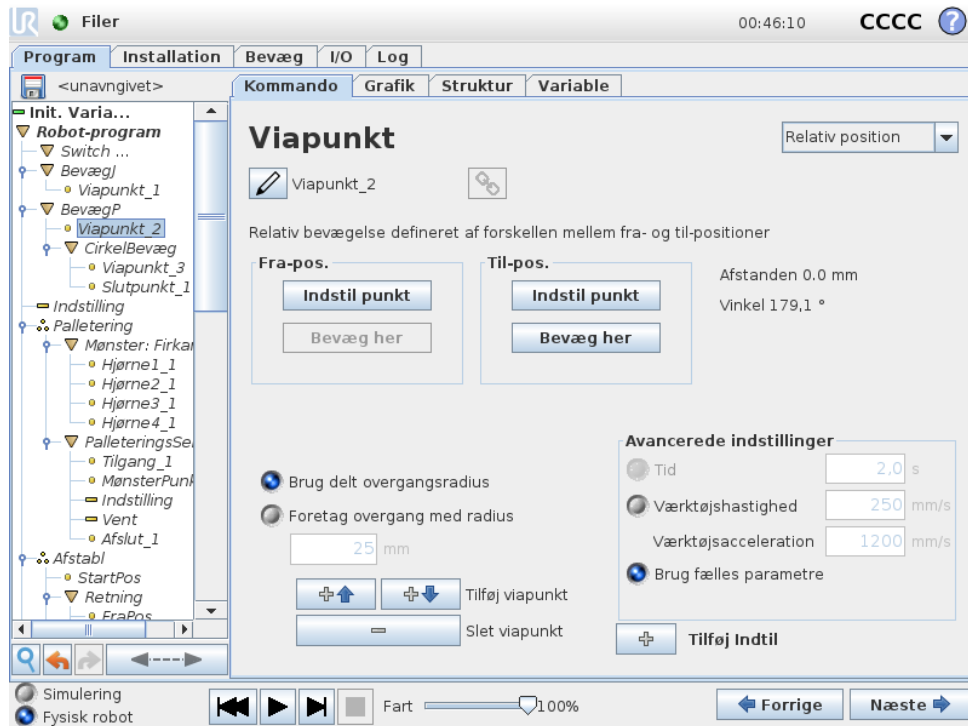 UR Filer 00:46:10 CCCC ?
Program Installation Bevæg I/O Log
<unavngivet> Kommando Grafik Struktur Variable
Init. Varia...
Robot-program
Switch ...
BevægJ
Viapunkt_1
BevægP
Viapunkt_2
CirkelBevæg
Viapunkt_3
Slutpunkt_1
Indstilling
Palletering
Mønster: Firkar
Hjørne1_1
Hjørne2_1
Hjørne3_1
Hjørne4_1
PalleteringsSe
Tilgang_1
MønsterPunk
Indstilling
Vent
Afslut_1
Afstabl
StartPos
Retning
FraPos
Viapunkt
Relativ position
Viapunkt_2
Relativ bevægelse defineret af forskellen mellem fra- og til-positioner
Fra-pos.
Indstil punkt
Bevæg her
Til-pos.
Indstil punkt
Bevæg her
Afstanden 0.0 mm
Vinkel 179,1 °
Brug delt overgangsradius
Foretag overgang med radius
25 mm
Tilføj viapunkt
Slet viapunkt
Avancerede indstillinger
Tid 2,0 s
Værktøjshastighed 250 mm/s
Værktøjsacceleration 1200 mm/s
Brug fælles parametre
Tilføj Indtil
Simulering
Fysisk robot
Fart 100%
Forrige
Næste